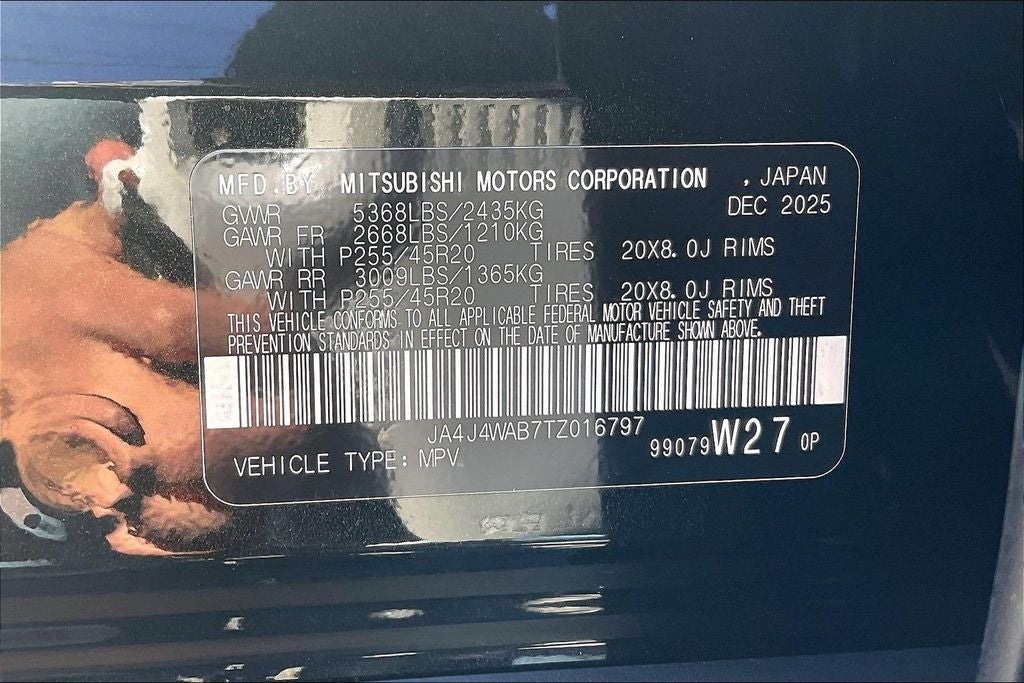 MFD.BY MITSUBISHI MOTORS CORPORATION , JAPAN
DEC 2025
GVWR 5368LBS/2435KG
GAWR FR 2668LBS/1210KG
WITH P255/45R20 TIRES 20X8.0J RIMS
GAWR RR 3009LBS/1365KG
WITH P255/45R20 TIRES 20X8.0J RIMS
THIS VEHICLE CONFORMS TO ALL APPLICABLE FEDERAL MOTOR VEHICLE SAFETY AND THEFT
PREVENTION STANDARDS IN EFFECT ON THE DATE OF MANUFACTURE SHOWN ABOVE.
JA4J4WAB7TZ016797
VEHICLE TYPE: MPV 99079W27 0P